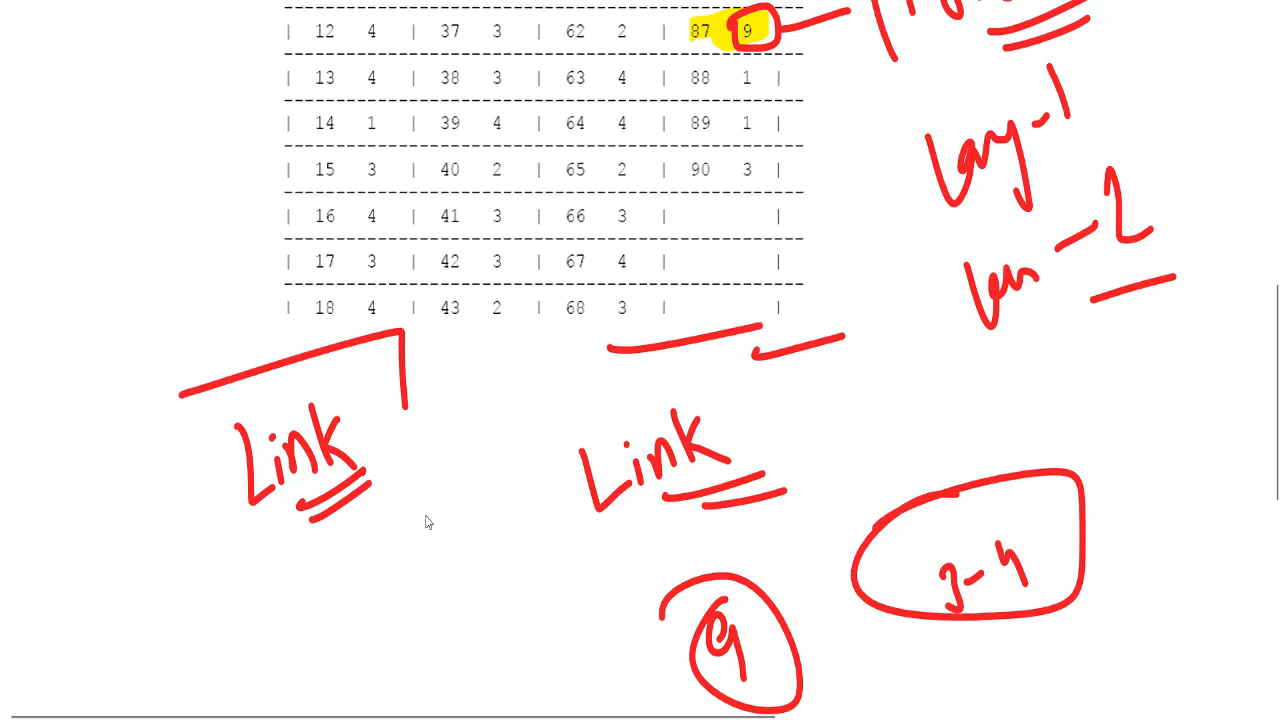 | 12 4 | 37 3 | 62 2 | 87 9 |
| 13 4 | 38 3 | 63 4 | 88 1 |
| 14 1 | 39 4 | 64 4 | 89 1 |
| 15 3 | 40 2 | 65 2 | 90 3 |
| 16 4 | 41 3 | 66 3 | |
| 17 3 | 42 3 | 67 4 | |
| 18 4 | 43 2 | 68 3 | |
-1
-2
Link Link
3-4
9